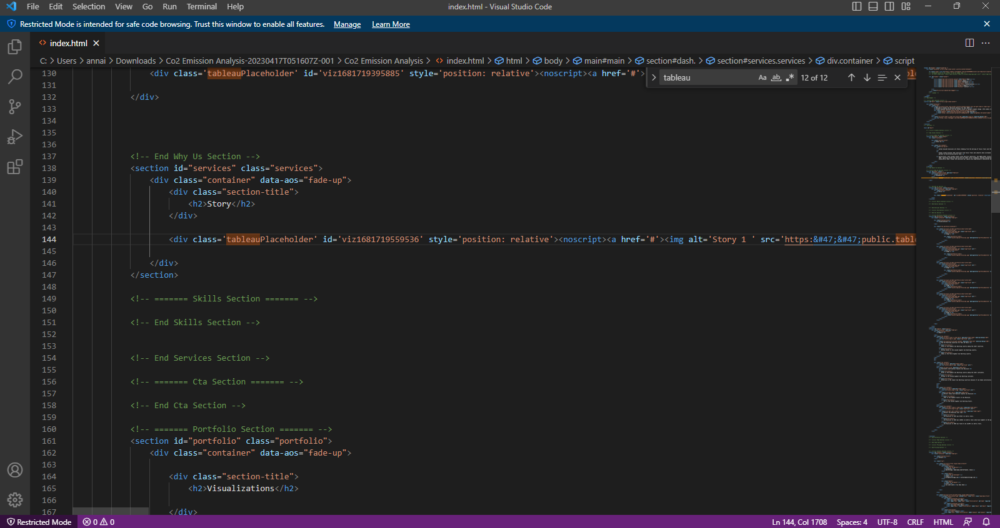 File Edit Selection View Go Run Terminal Help index.html - Visual Studio Code
Restricted Mode is intended for safe code browsing. Trust this window to enable all features. Manage Learn More
index.html
C: > Users > annai > Downloads > Co2 Emission Analysis-20230417T051607Z-001 > Co2 Emission Analysis > index.html > html > body > main#main > section#dash. > section#services.services > div.container > script
tableau Aa ab .* 12 of 12
130 <div class='tableauPlaceholder' id='viz1681719395885' style='position: relative'><noscript><a href='#'>
131
132 </div>
133
134
135
136
137 <!-- End Why Us Section -->
138 <section id="services" class="services">
139 <div class="container" data-aos="fade-up">
140 <div class="section-title">
141 <h2>Story</h2>
142 </div>
143
144 <div class='tableauPlaceholder' id='viz1681719559536' style='position: relative'><noscript><a href='#'><img alt='Story 1 ' src='https:&#47;&#47;public.tabl
145
146 </div>
147 </section>
148
149 <!-- ======= Skills Section ======= -->
150
151 <!-- End Skills Section -->
152
153
154 <!-- End Services Section -->
155
156 <!-- ======= Cta Section ======= -->
157
158 <!-- End Cta Section -->
159
160 <!-- ======= Portfolio Section ======= -->
161 <section id="portfolio" class="portfolio">
162 <div class="container" data-aos="fade-up">
163
164 <div class="section-title">
165 <h2>Visualizations</h2>
166
167 </div>
Restricted Mode 0 0 Ln 144, Col 1708 Spaces: 4 UTF-8 CRLF HTML